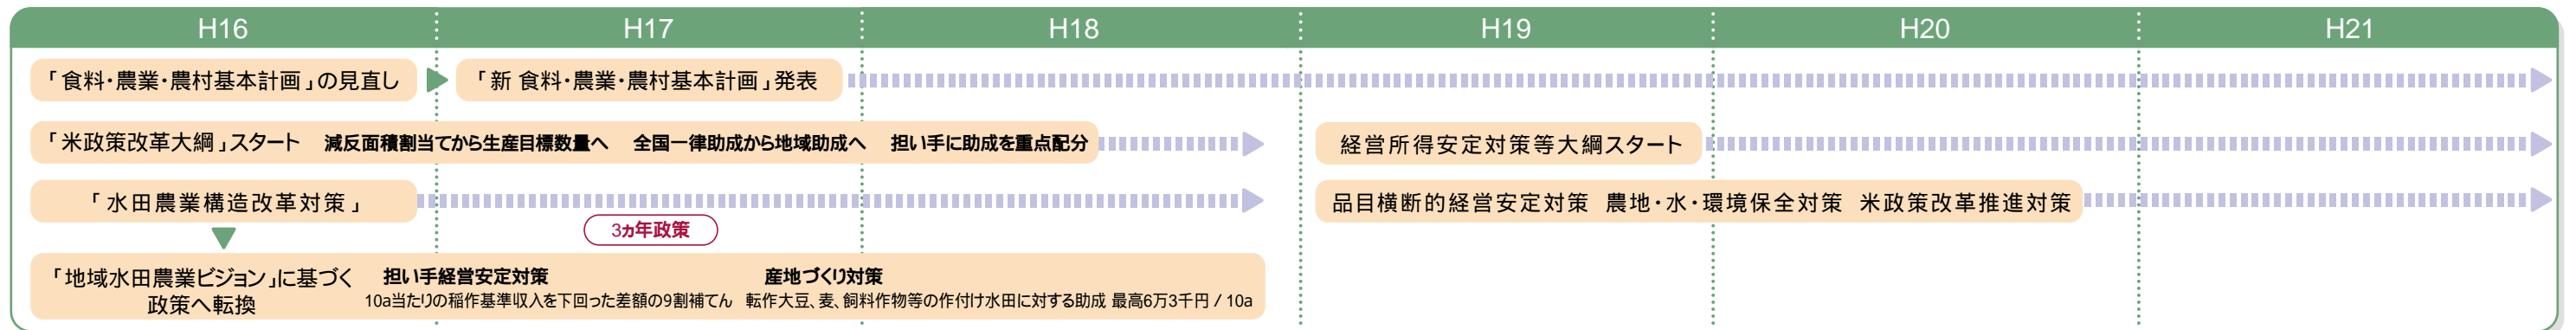 H16 H17 H18 H19 H20 H21
「食料・農業・農村基本計画」の見直し
「新 食料・農業・農村基本計画」発表
「米政策改革大綱」スタート 減反面積割当てから生産目標数量へ 全国一律助成から地域助成へ 担い手に助成を重点配分
経営所得安定対策等大綱スタート
「水田農業構造改革対策」
品目横断的経営安定対策 農地・水・環境保全対策 米政策改革推進対策
3ヵ年政策
「地域水田農業ビジョン」に基づく
政策へ転換
担い手経営安定対策
10a当たりの稲作基準収入を下回った差額の9割補てん
産地づくり対策
転作大豆、麦、飼料作物等の作付け水田に対する助成 最高6万3千円 / 10a